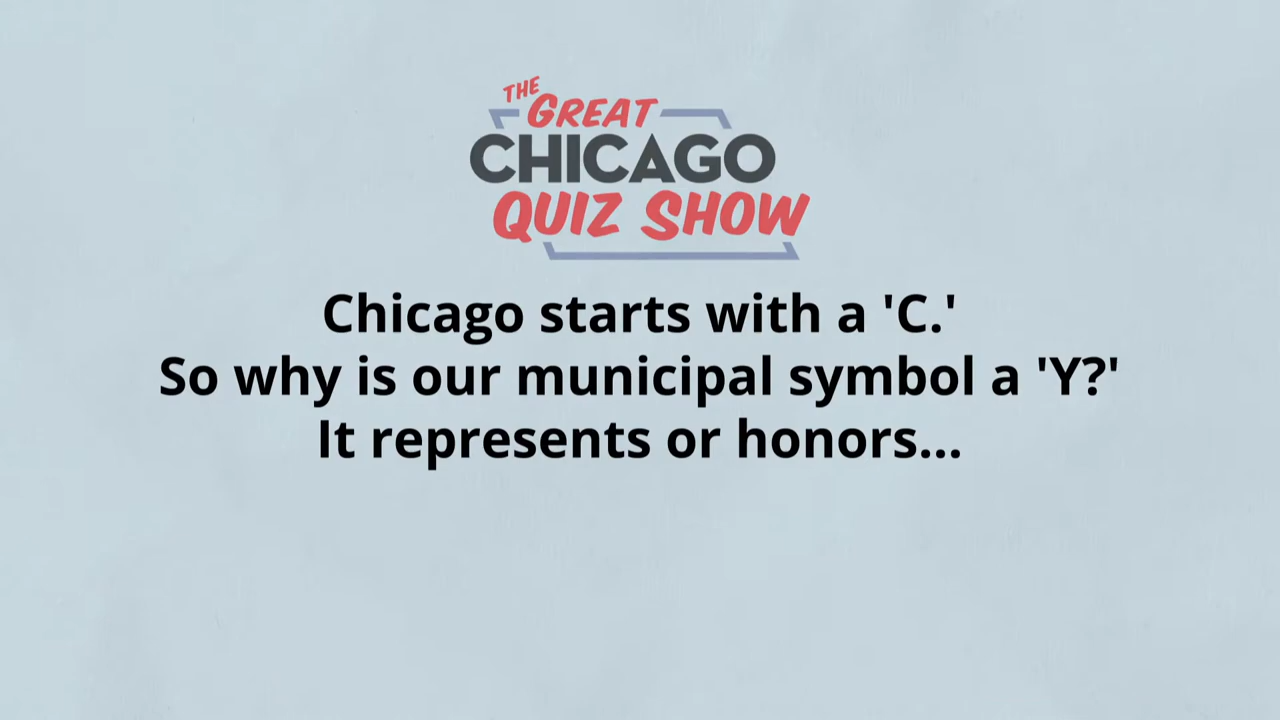 THE
GREAT
CHICAGO
QUIZ SHOW
Chicago starts with a 'C.'
So why is our municipal symbol a 'Y?'
It represents or honors...